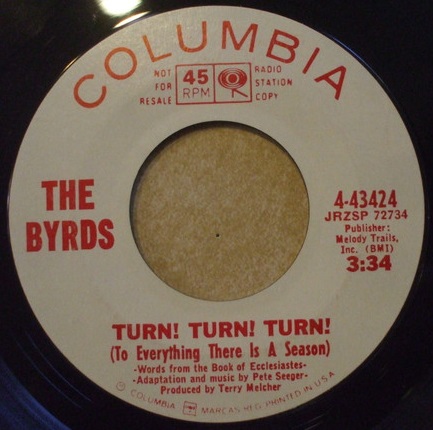 COLUMBIA
NOT FOR RESALE
45 RPM
RADIO STATION COPY
THE BYRDS
4-43424
JRZSP 72734
Publisher:
Melody Trails,
Inc. (BMI)
3:34
TURN! TURN! TURN!
(To Everything There Is A Season)
-Words from the Book of Ecclesiastes-
-Adaptation and music by Pete Seeger-
Produced by Terry Melcher
© COLUMBIA MARCAS REG. PRINTED IN U.S.A.